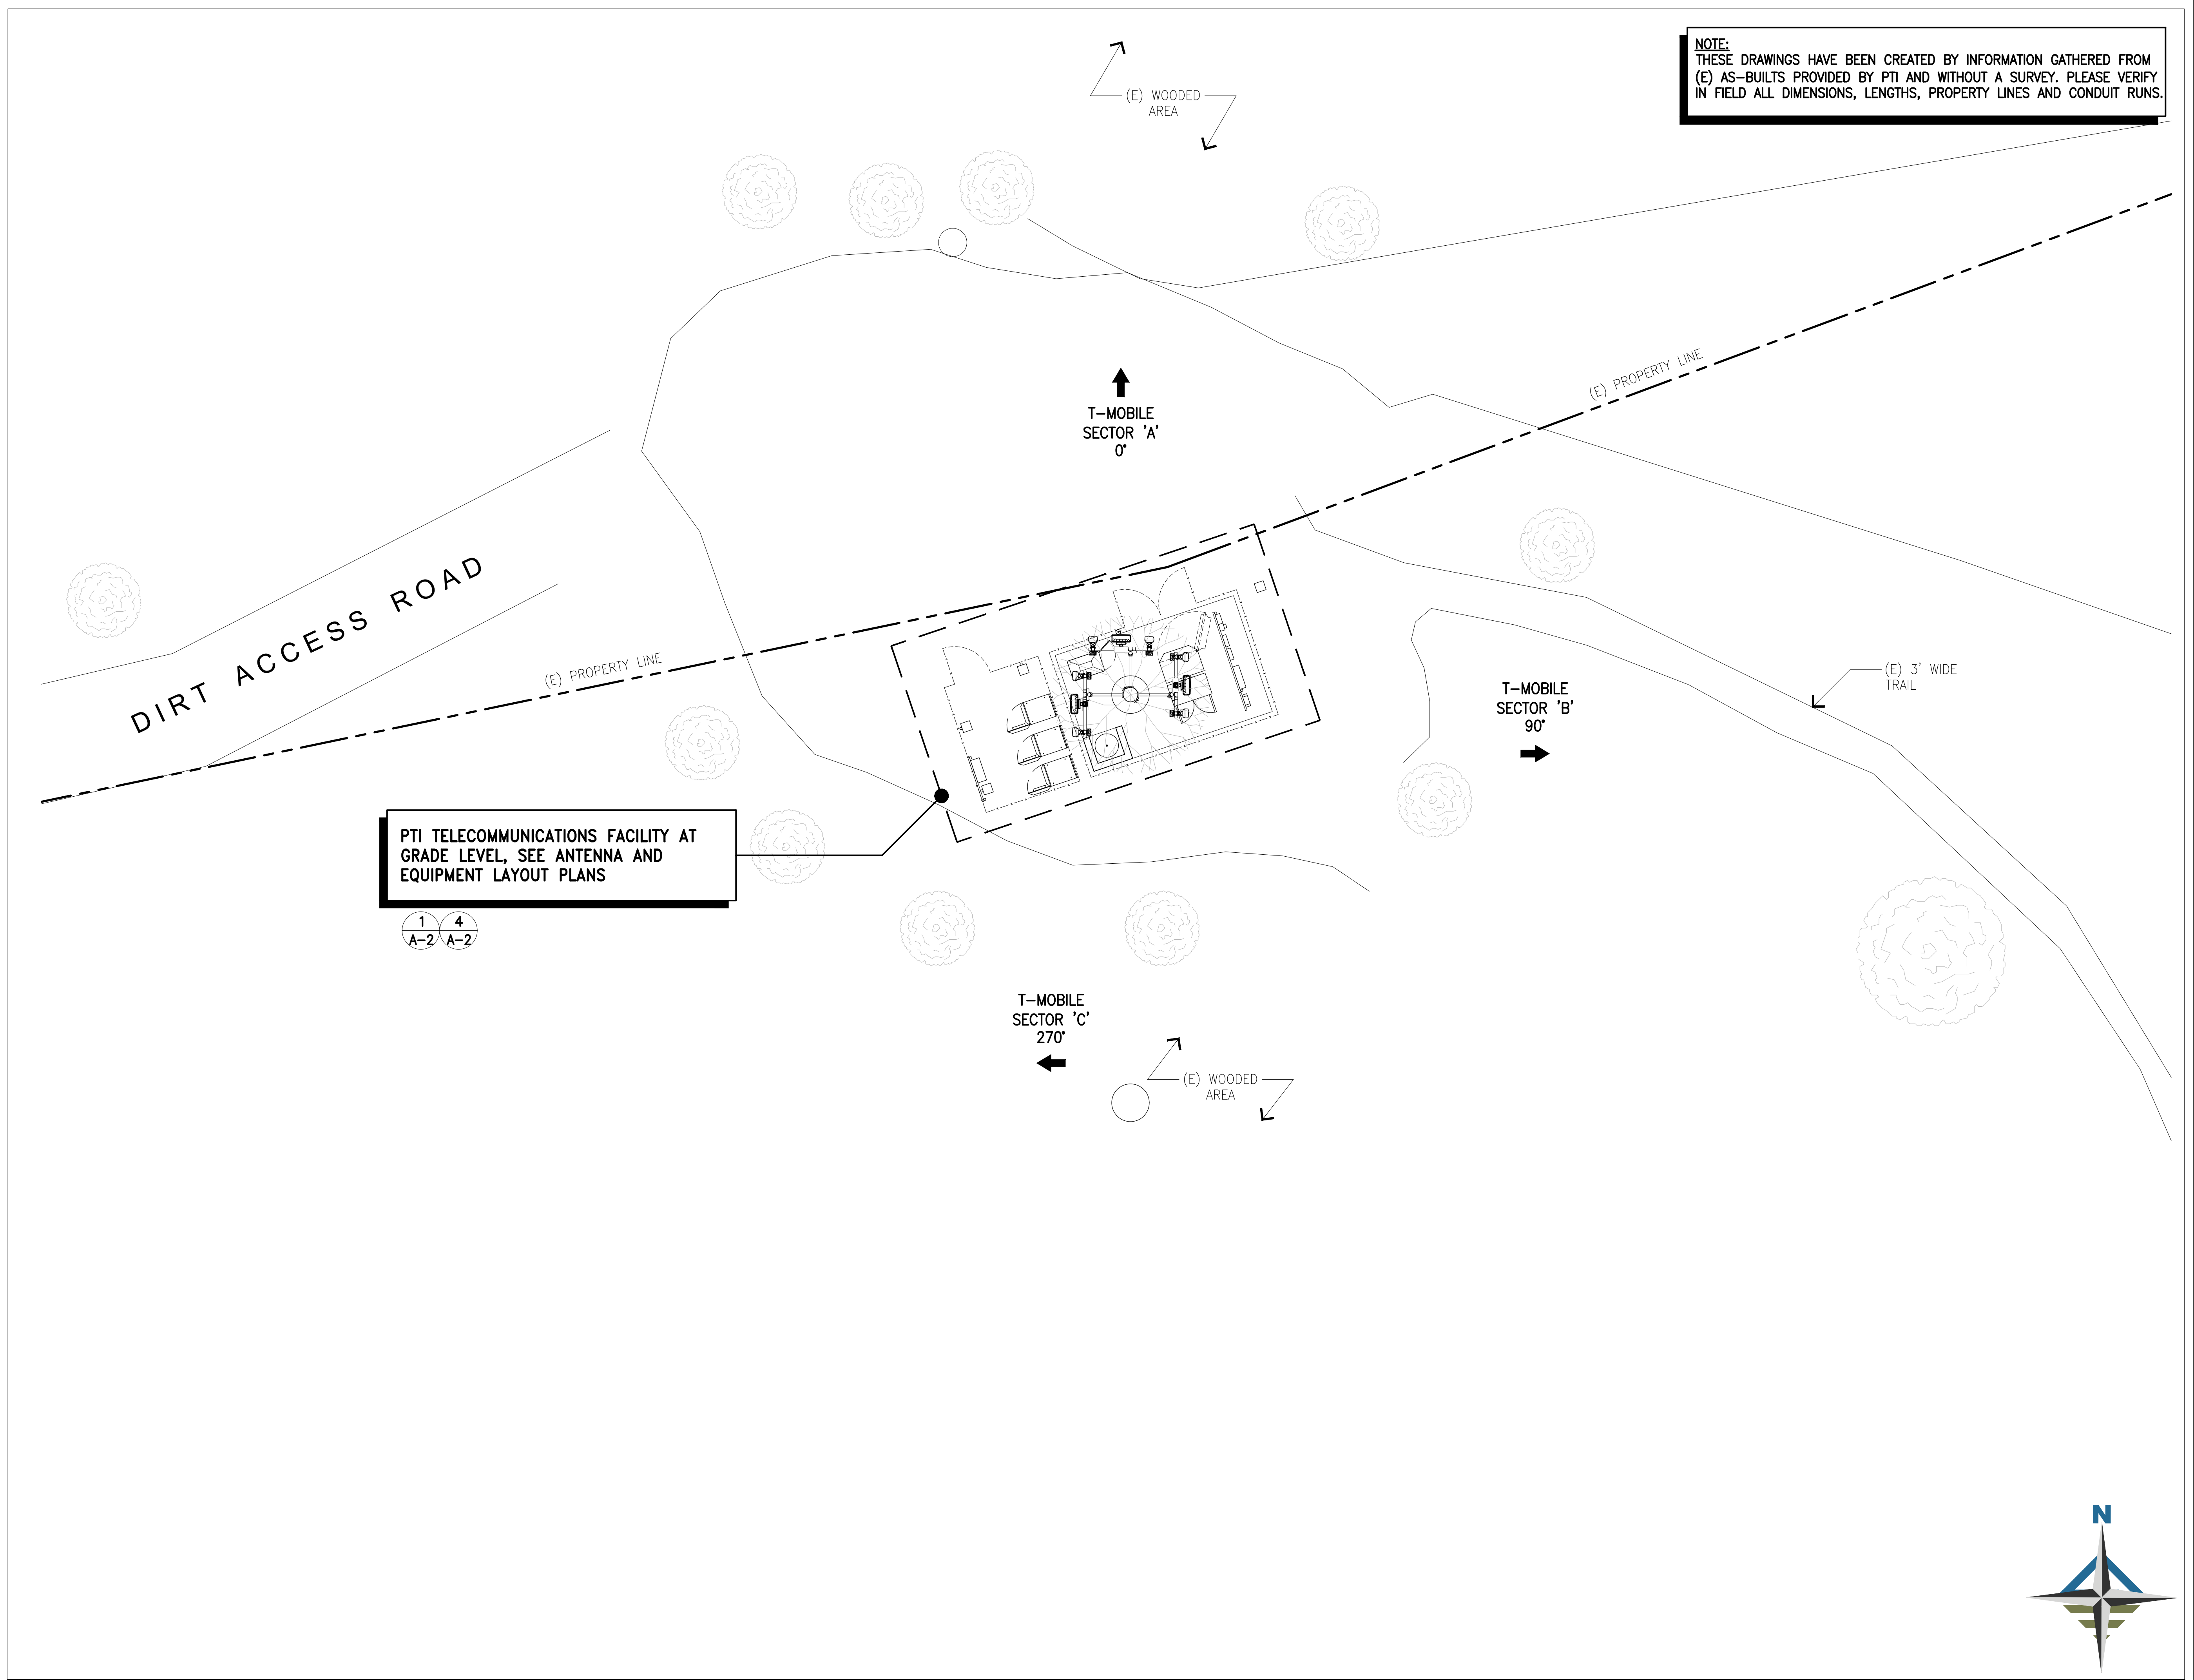 NOTE:
THESE DRAWINGS HAVE BEEN CREATED BY INFORMATION GATHERED FROM
(E) AS-BUILTS PROVIDED BY PTI AND WITHOUT A SURVEY. PLEASE VERIFY
IN FIELD ALL DIMENSIONS, LENGTHS, PROPERTY LINES AND CONDUIT RUNS.
(E) WOODED
AREA
(E) PROPERTY LINE
T-MOBILE
SECTOR 'A'
0°
DIRT ACCESS ROAD
(E) PROPERTY LINE
(E) 3' WIDE
TRAIL
T-MOBILE
SECTOR 'B'
90°
PTI TELECOMMUNICATIONS FACILITY AT
GRADE LEVEL, SEE ANTENNA AND
EQUIPMENT LAYOUT PLANS
1 4
A-2 A-2
T-MOBILE
SECTOR 'C'
270°
(E) WOODED
AREA
N